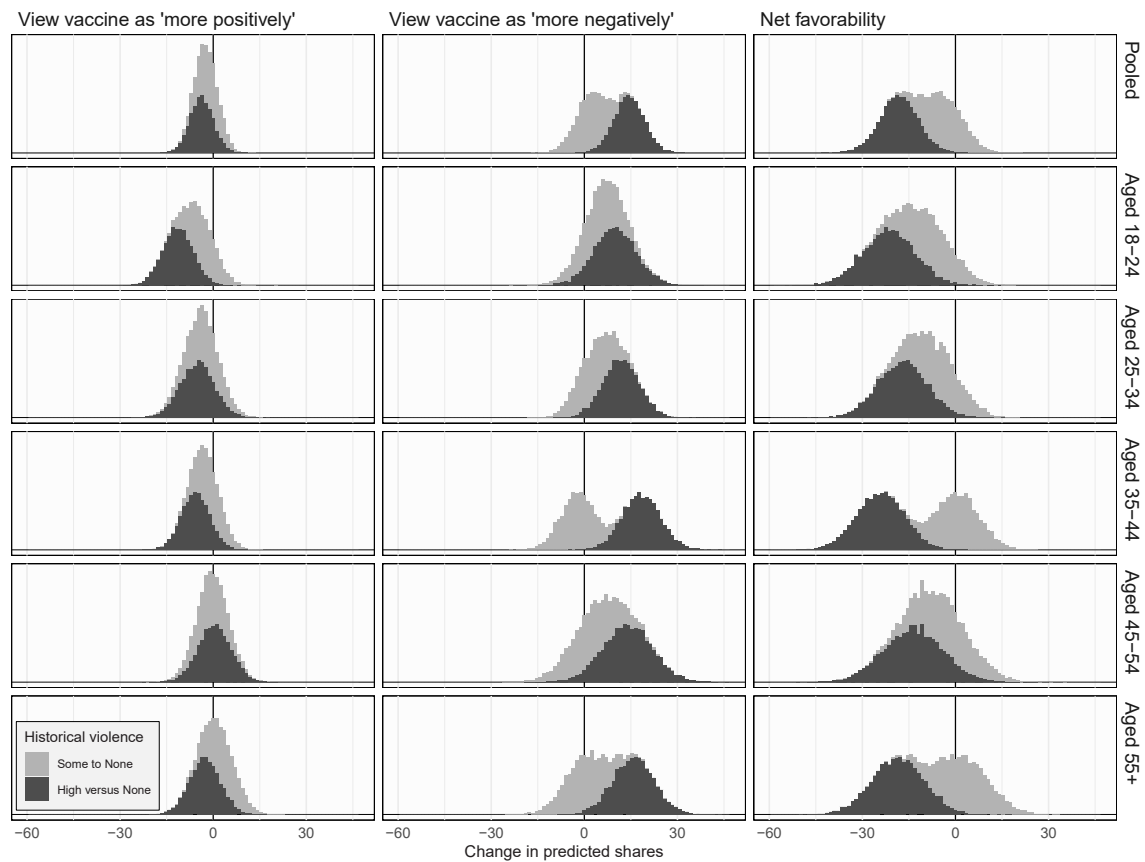 View vaccine as 'more positively'
View vaccine as 'more negatively'
Net favorability
Pooled
Aged 18−24
Aged 25−34
Aged 35−44
Aged 45−54
Aged 55+
Historical violence
Some to None
High versus None
−60 −30 0 30
−60 −30 0 30
−60 −30 0 30
Change in predicted shares